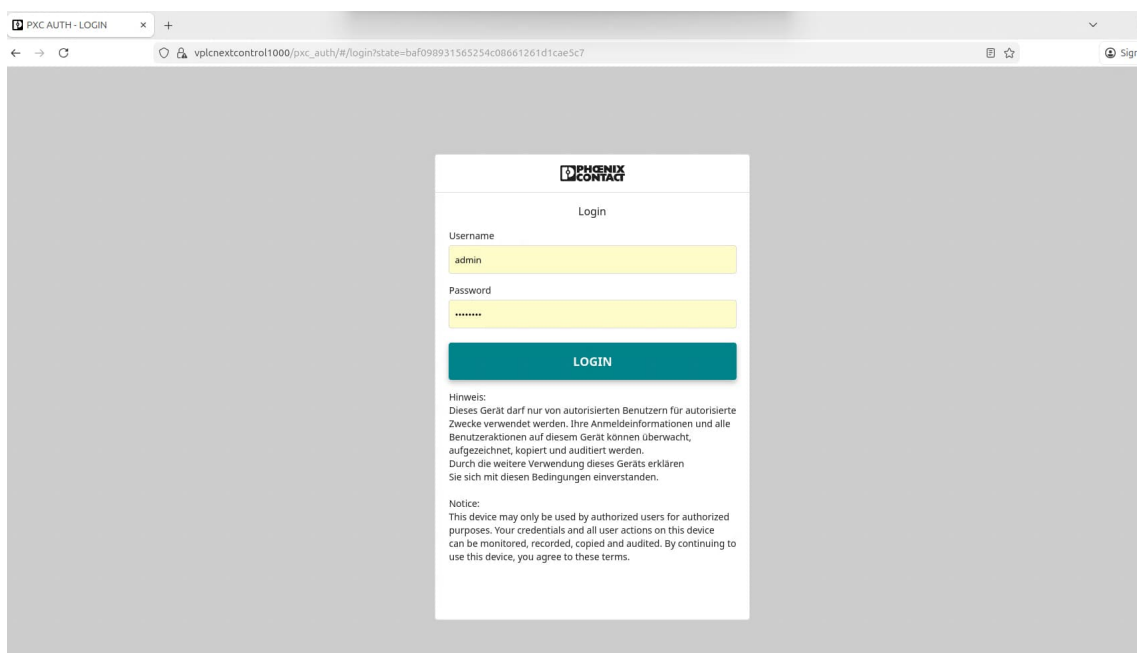 PXC AUTH - LOGIN
vplcnextcontrol1000/pxc_auth/#/login?state=baf098931565254c08661261d1cae5c7
Sign
PHŒNIX
CONTACT
Login
Username
admin
Password
••••••••
LOGIN
Hinweis:
Dieses Gerät darf nur von autorisierten Benutzern für autorisierte
Zwecke verwendet werden. Ihre Anmeldeinformationen und alle
Benutzeraktionen auf diesem Gerät können überwacht,
aufgezeichnet, kopiert und auditiert werden.
Durch die weitere Verwendung dieses Geräts erklären
Sie sich mit diesen Bedingungen einverstanden.
Notice:
This device may only be used by authorized users for authorized
purposes. Your credentials and all user actions on this device
can be monitored, recorded, copied and audited. By continuing to
use this device, you agree to these terms.